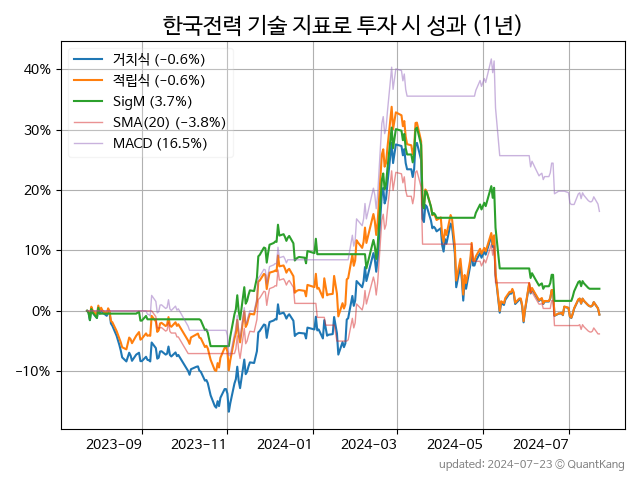 한국전력 기술 지표로 투자 시 성과 (1년)
거치식 (-0.6%)
적립식 (-0.6%)
SigM (3.7%)
SMA(20) (-3.8%)
MACD (16.5%)
40%
30%
20%
10%
0%
-10%
2023-09
2023-11
2024-01
2024-03
2024-05
2024-07
updated: 2024-07-23 ⓒ QuantKang